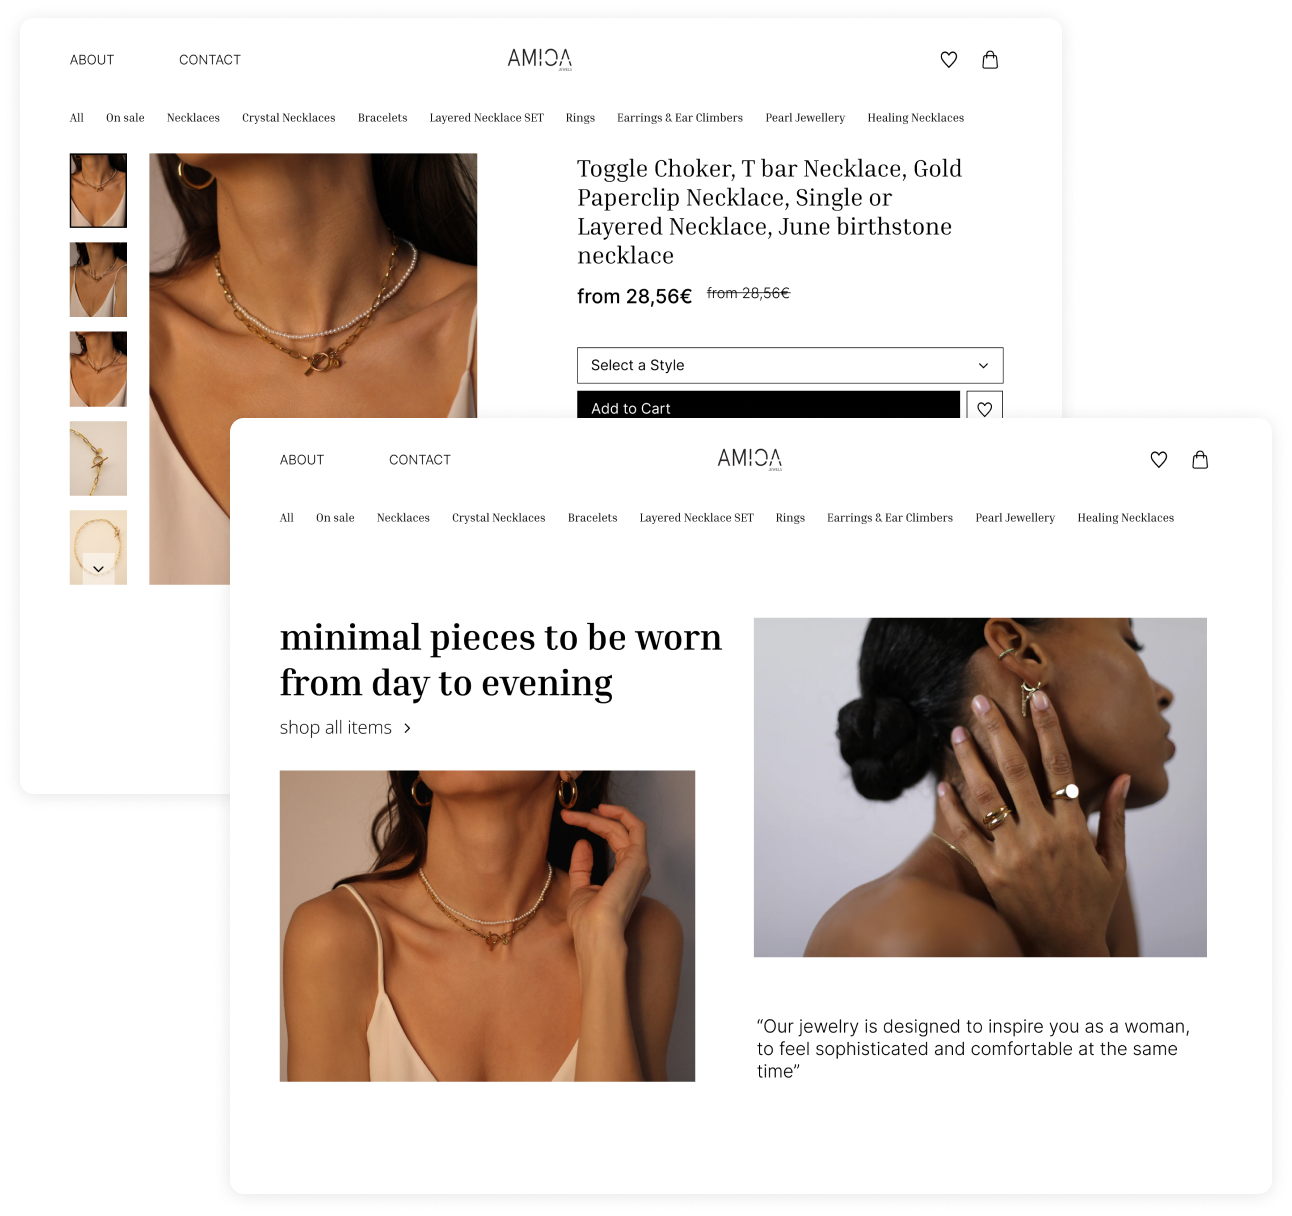 ABOUT
CONTACT
AMIOA
JEWELS
All On sale Necklaces Crystal Necklaces Bracelets Layered Necklace SET Rings Earrings & Ear Climbers Pearl Jewellery Healing Necklaces
Toggle Choker, T bar Necklace, Gold
Paperclip Necklace, Single or
Layered Necklace, June birthstone
necklace
from 28,56€ from 28,56€
Select a Style
Add to Cart
ABOUT
CONTACT
AMIOA
JEWELS
All On sale Necklaces Crystal Necklaces Bracelets Layered Necklace SET Rings Earrings & Ear Climbers Pearl Jewellery Healing Necklaces
minimal pieces to be worn
from day to evening
shop all items >
“Our jewelry is designed to inspire you as a woman,
to feel sophisticated and comfortable at the same
time”